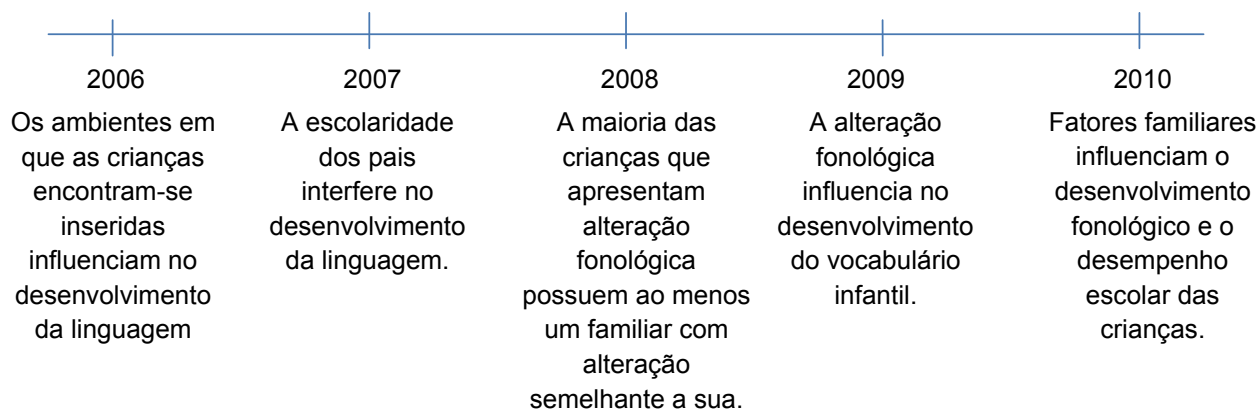 2006
Os ambientes em
que as crianças
encontram-se
inseridas
influenciam no
desenvolvimento
da linguagem
2007
A escolaridade
dos pais
interfere no
desenvolvimento
da linguagem.
2008
A maioria das
crianças que
apresentam
alteração
fonológica
possuem ao menos
um familiar com
alteração
semelhante a sua.
2009
A alteração
fonológica
influencia no
desenvolvimento
do vocabulário
infantil.
2010
Fatores familiares
influenciam o
desenvolvimento
fonológico e o
desempenho
escolar das
crianças.